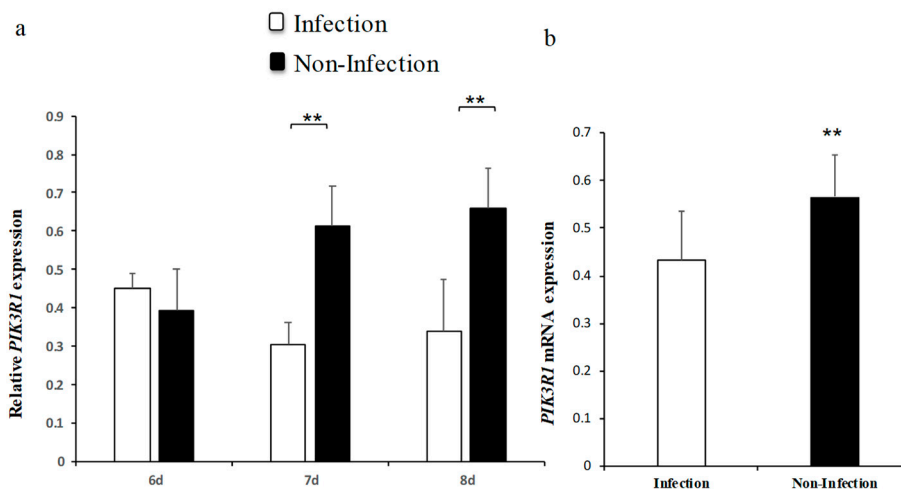 a
Infection
Non-Infection
Relative PIK3R1 expression
0.9
0.8
0.7
0.6
0.5
0.4
0.3
0.2
0.1
0
**
**
6d
7d
8d
b
PIK3R1 mRNA expression
0.7
0.6
0.5
0.4
0.3
0.2
0.1
0
**
Infection
Non-Infection